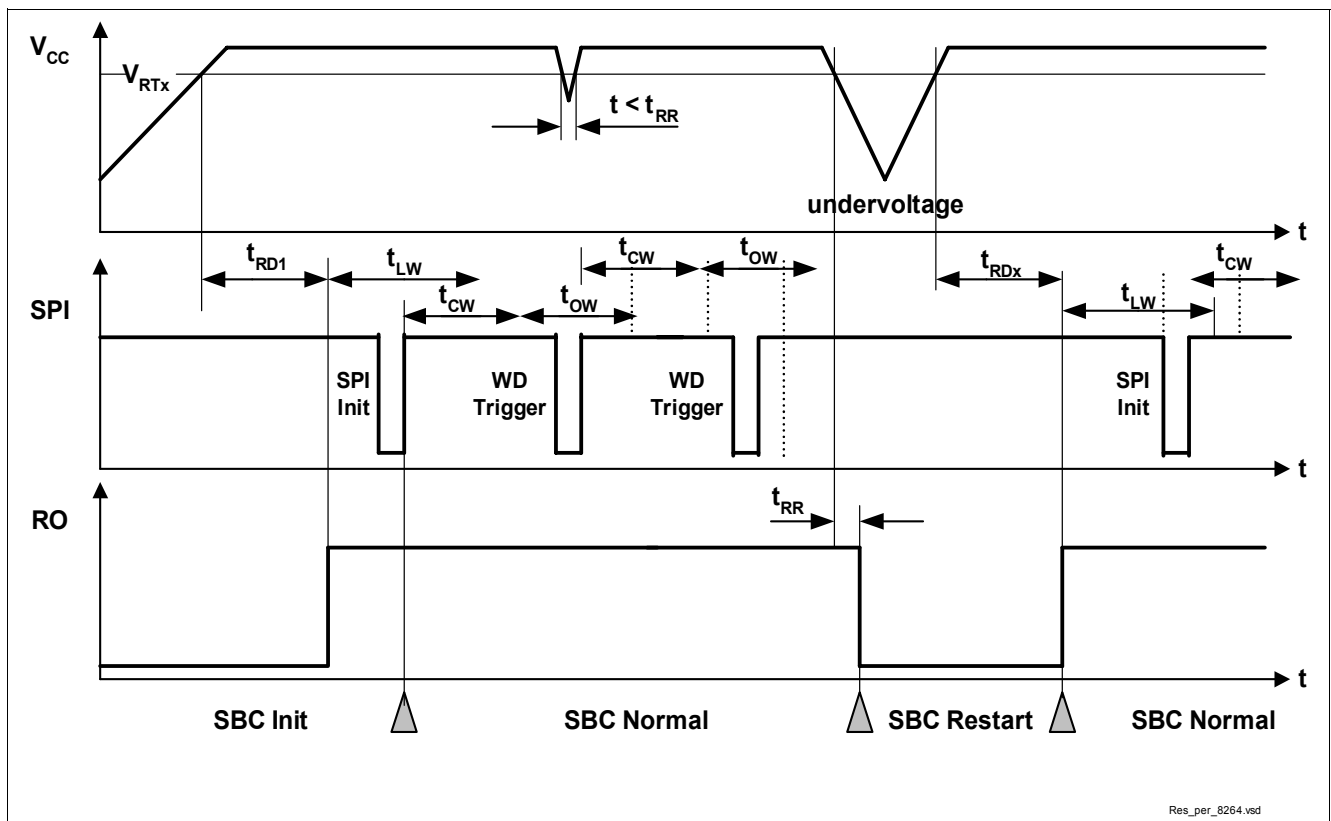 VCC
VRTx
t < tRR
undervoltage
t
tRD1
tLW
tCW
tOW
tCW
tOW
tRDx
tLW
tCW
SPI
SPI
Init
WD
Trigger
WD
Trigger
SPI
Init
t
RO
tRR
t
SBC Init
SBC Normal
SBC Restart
SBC Normal
Res_per_8264.vsd